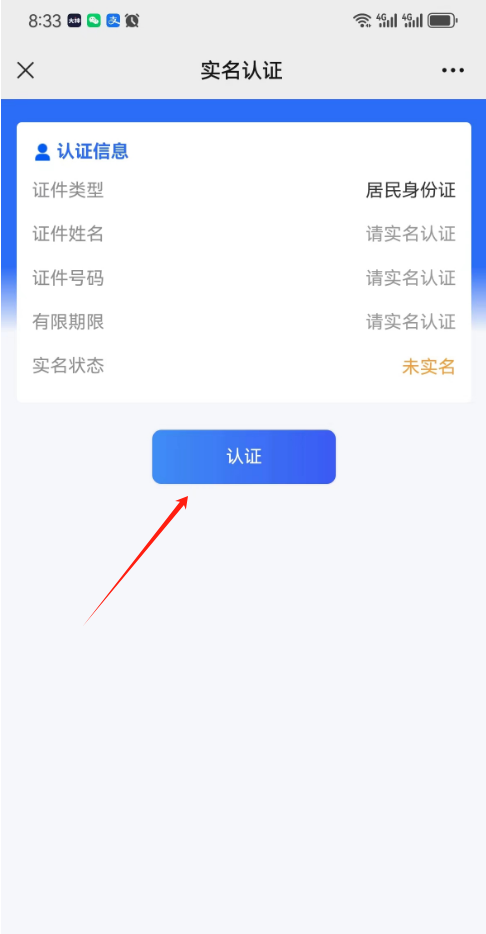 8:33
实名认证
认证信息
证件类型 居民身份证
证件姓名 请实名认证
证件号码 请实名认证
有限期限 请实名认证
实名状态 未实名
认证